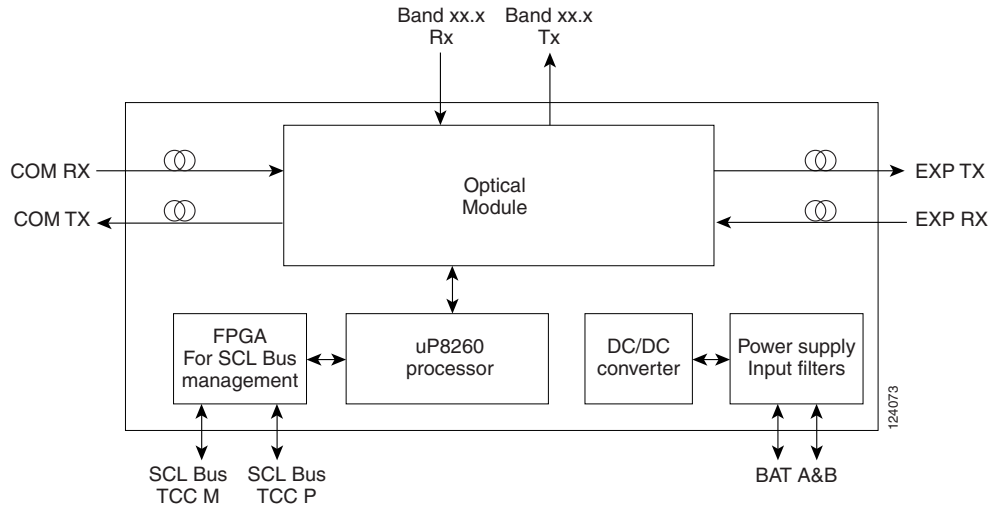 Band xx.x
Rx
Band xx.x
Tx
COM RX
COM TX
Optical
Module
EXP TX
EXP RX
FPGA
For SCL Bus
management
uP8260
processor
DC/DC
converter
Power supply
Input filters
124073
SCL Bus
TCC M
SCL Bus
TCC P
BAT A&B